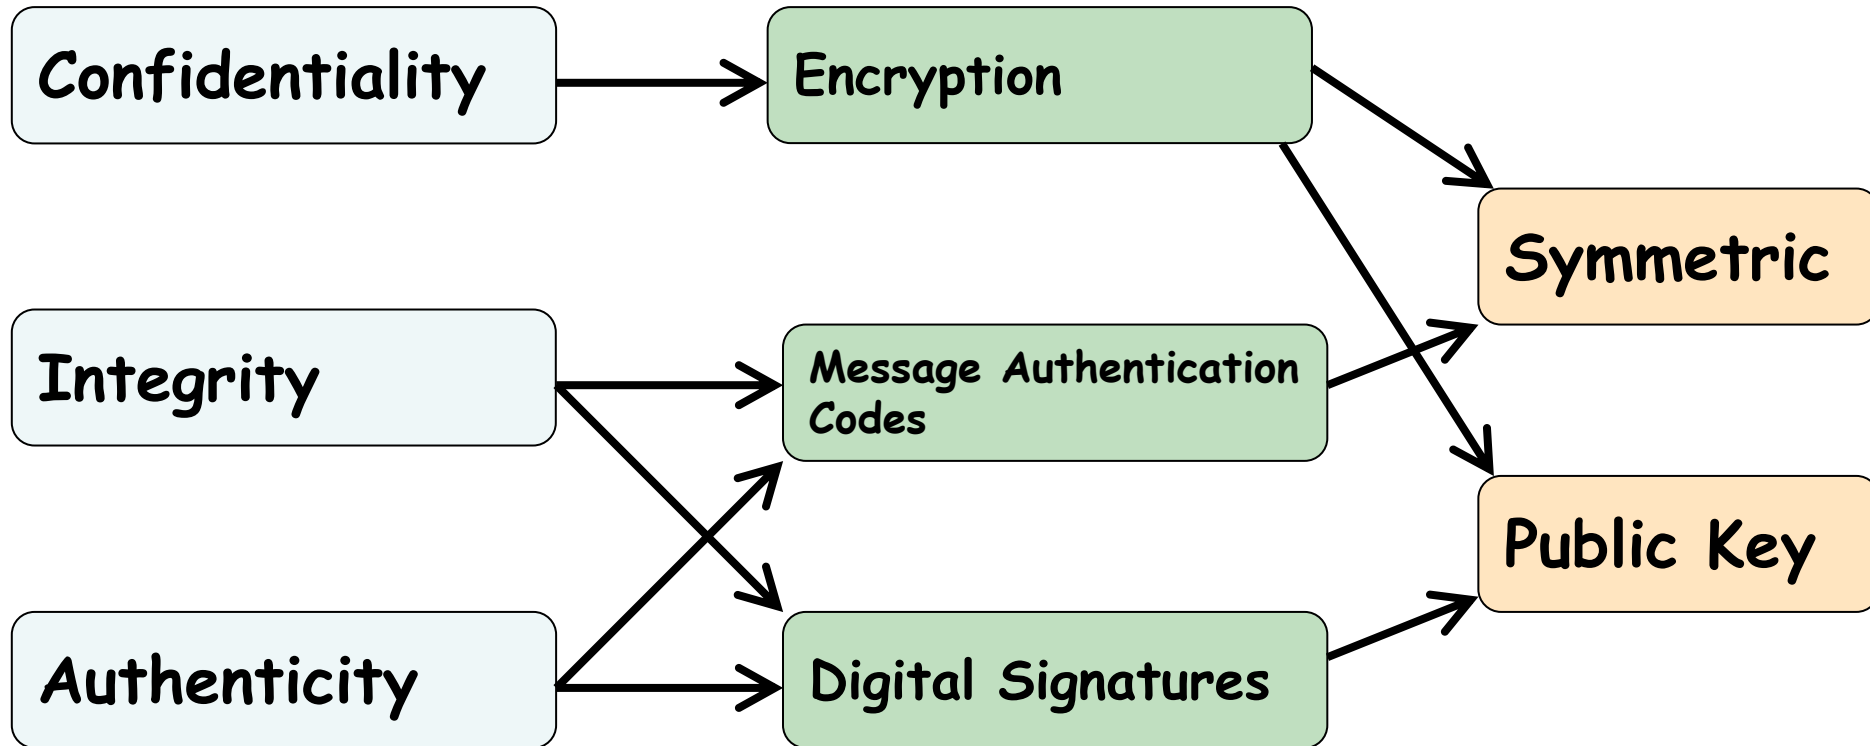 Confidentiality
Encryption
Symmetric
Integrity
Message Authentication
Codes
Public Key
Authenticity
Digital Signatures